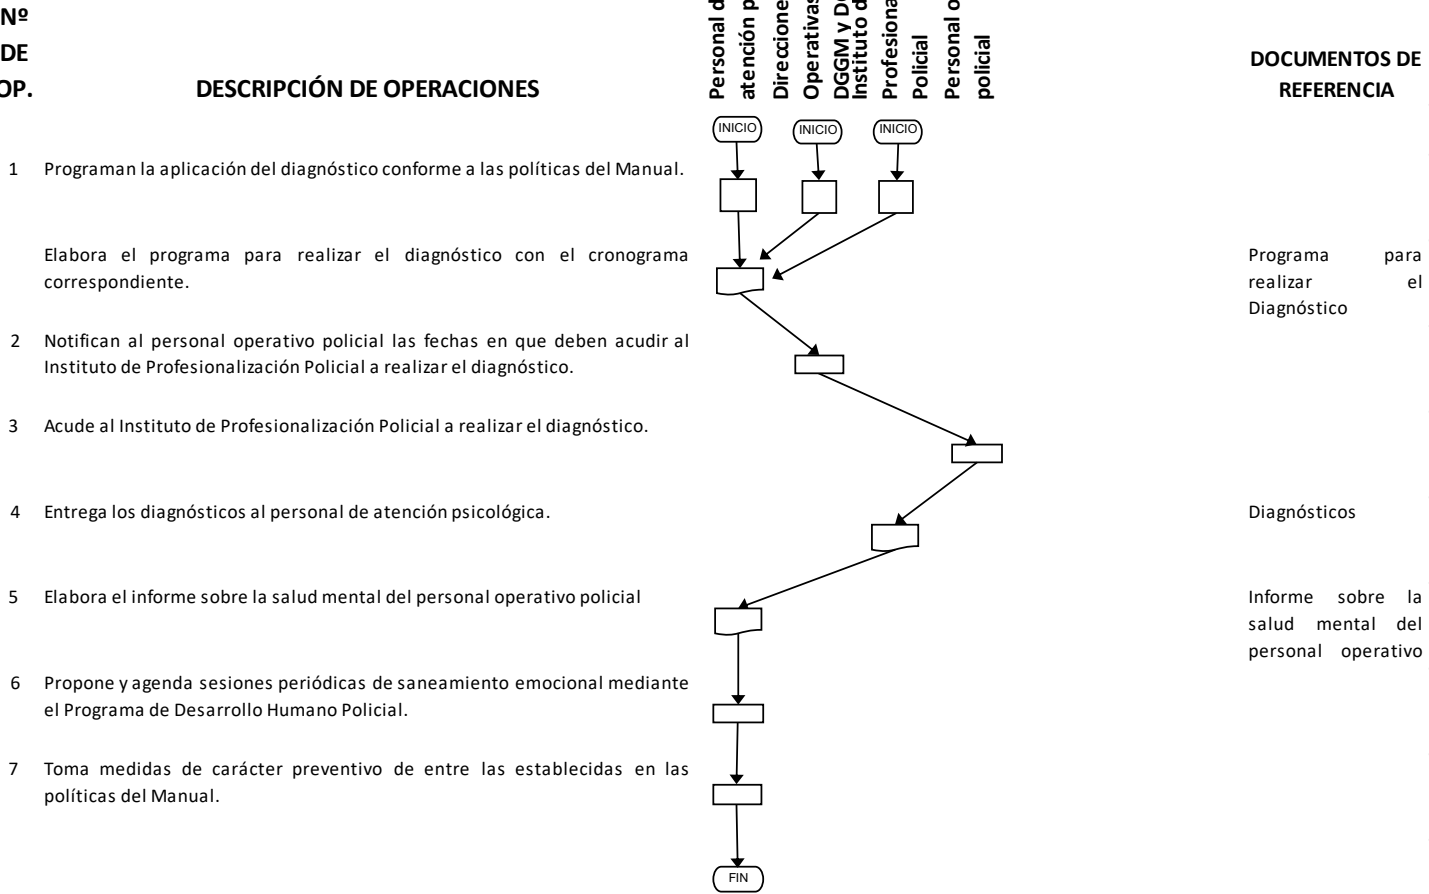 Nº
DE
OP.
DESCRIPCIÓN DE OPERACIONES
Personal d
atención p
Direccione
Operativas
DGGM y D
Instituto d
Profesiona
Policial
Personal o
policial
DOCUMENTOS DE
REFERENCIA
INICIO
INICIO
INICIO
1 Programan la aplicación del diagnóstico conforme a las políticas del Manual.
Elabora el programa para realizar el diagnóstico con el cronograma
correspondiente.
Programa para
realizar el
Diagnóstico
2 Notifican al personal operativo policial las fechas en que deben acudir al
Instituto de Profesionalización Policial a realizar el diagnóstico.
3 Acude al Instituto de Profesionalización Policial a realizar el diagnóstico.
4 Entrega los diagnósticos al personal de atención psicológica.
Diagnósticos
5 Elabora el informe sobre la salud mental del personal operativo policial
Informe sobre la
salud mental del
personal operativo
6 Propone y agenda sesiones periódicas de saneamiento emocional mediante
el Programa de Desarrollo Humano Policial.
7 Toma medidas de carácter preventivo de entre las establecidas en las
políticas del Manual.
FIN